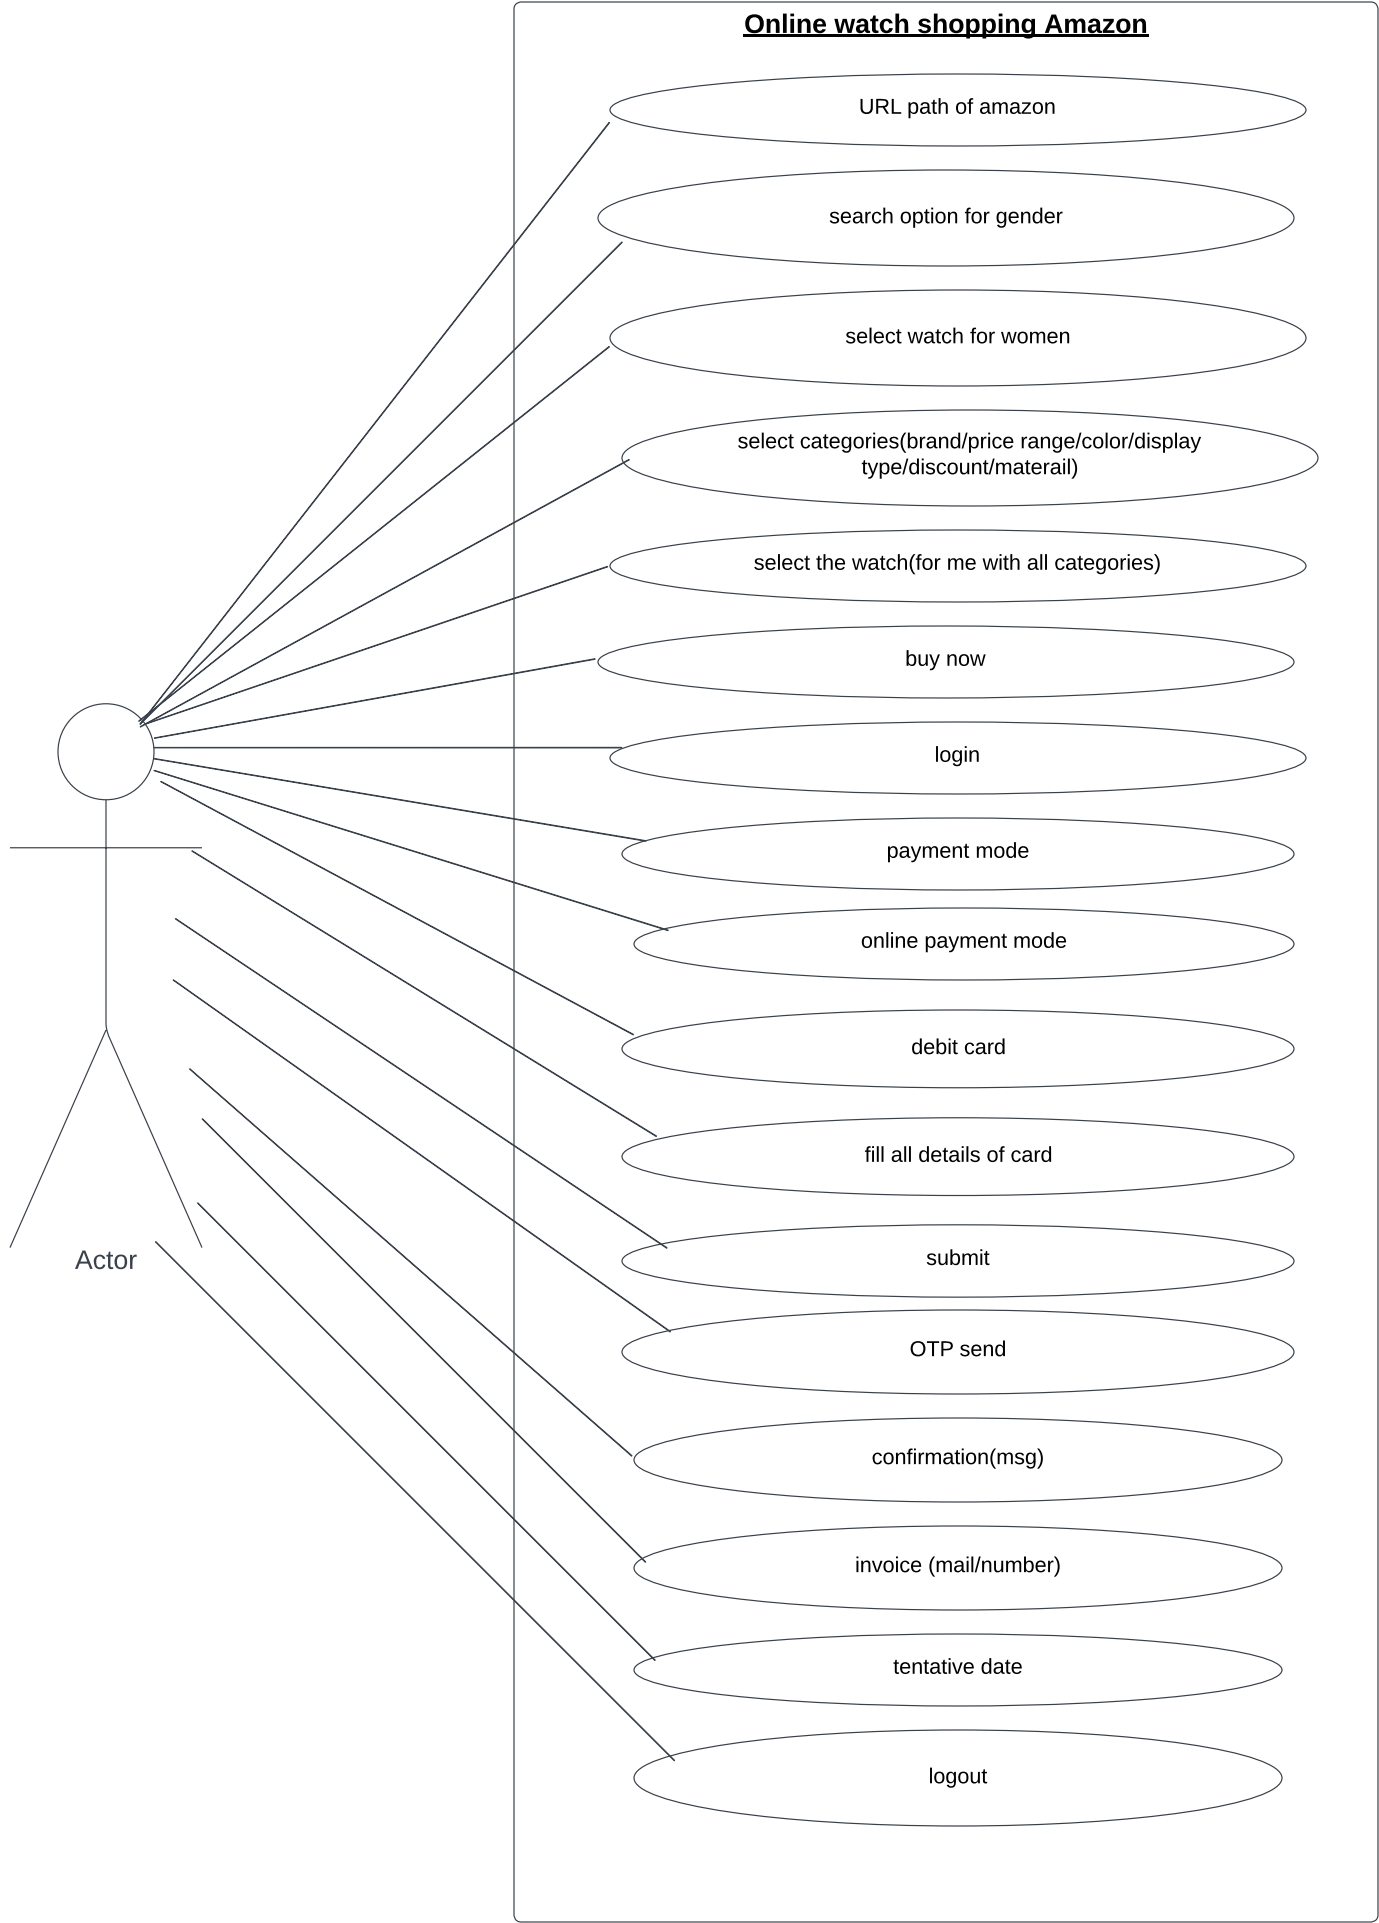 Online watch shopping Amazon
URL path of amazon
search option for gender
select watch for women
select categories(brand/price range/color/display
type/discount/materail)
select the watch(for me with all categories)
buy now
login
payment mode
online payment mode
debit card
fill all details of card
submit
Actor
OTP send
confirmation(msg)
invoice (mail/number)
tentative date
logout